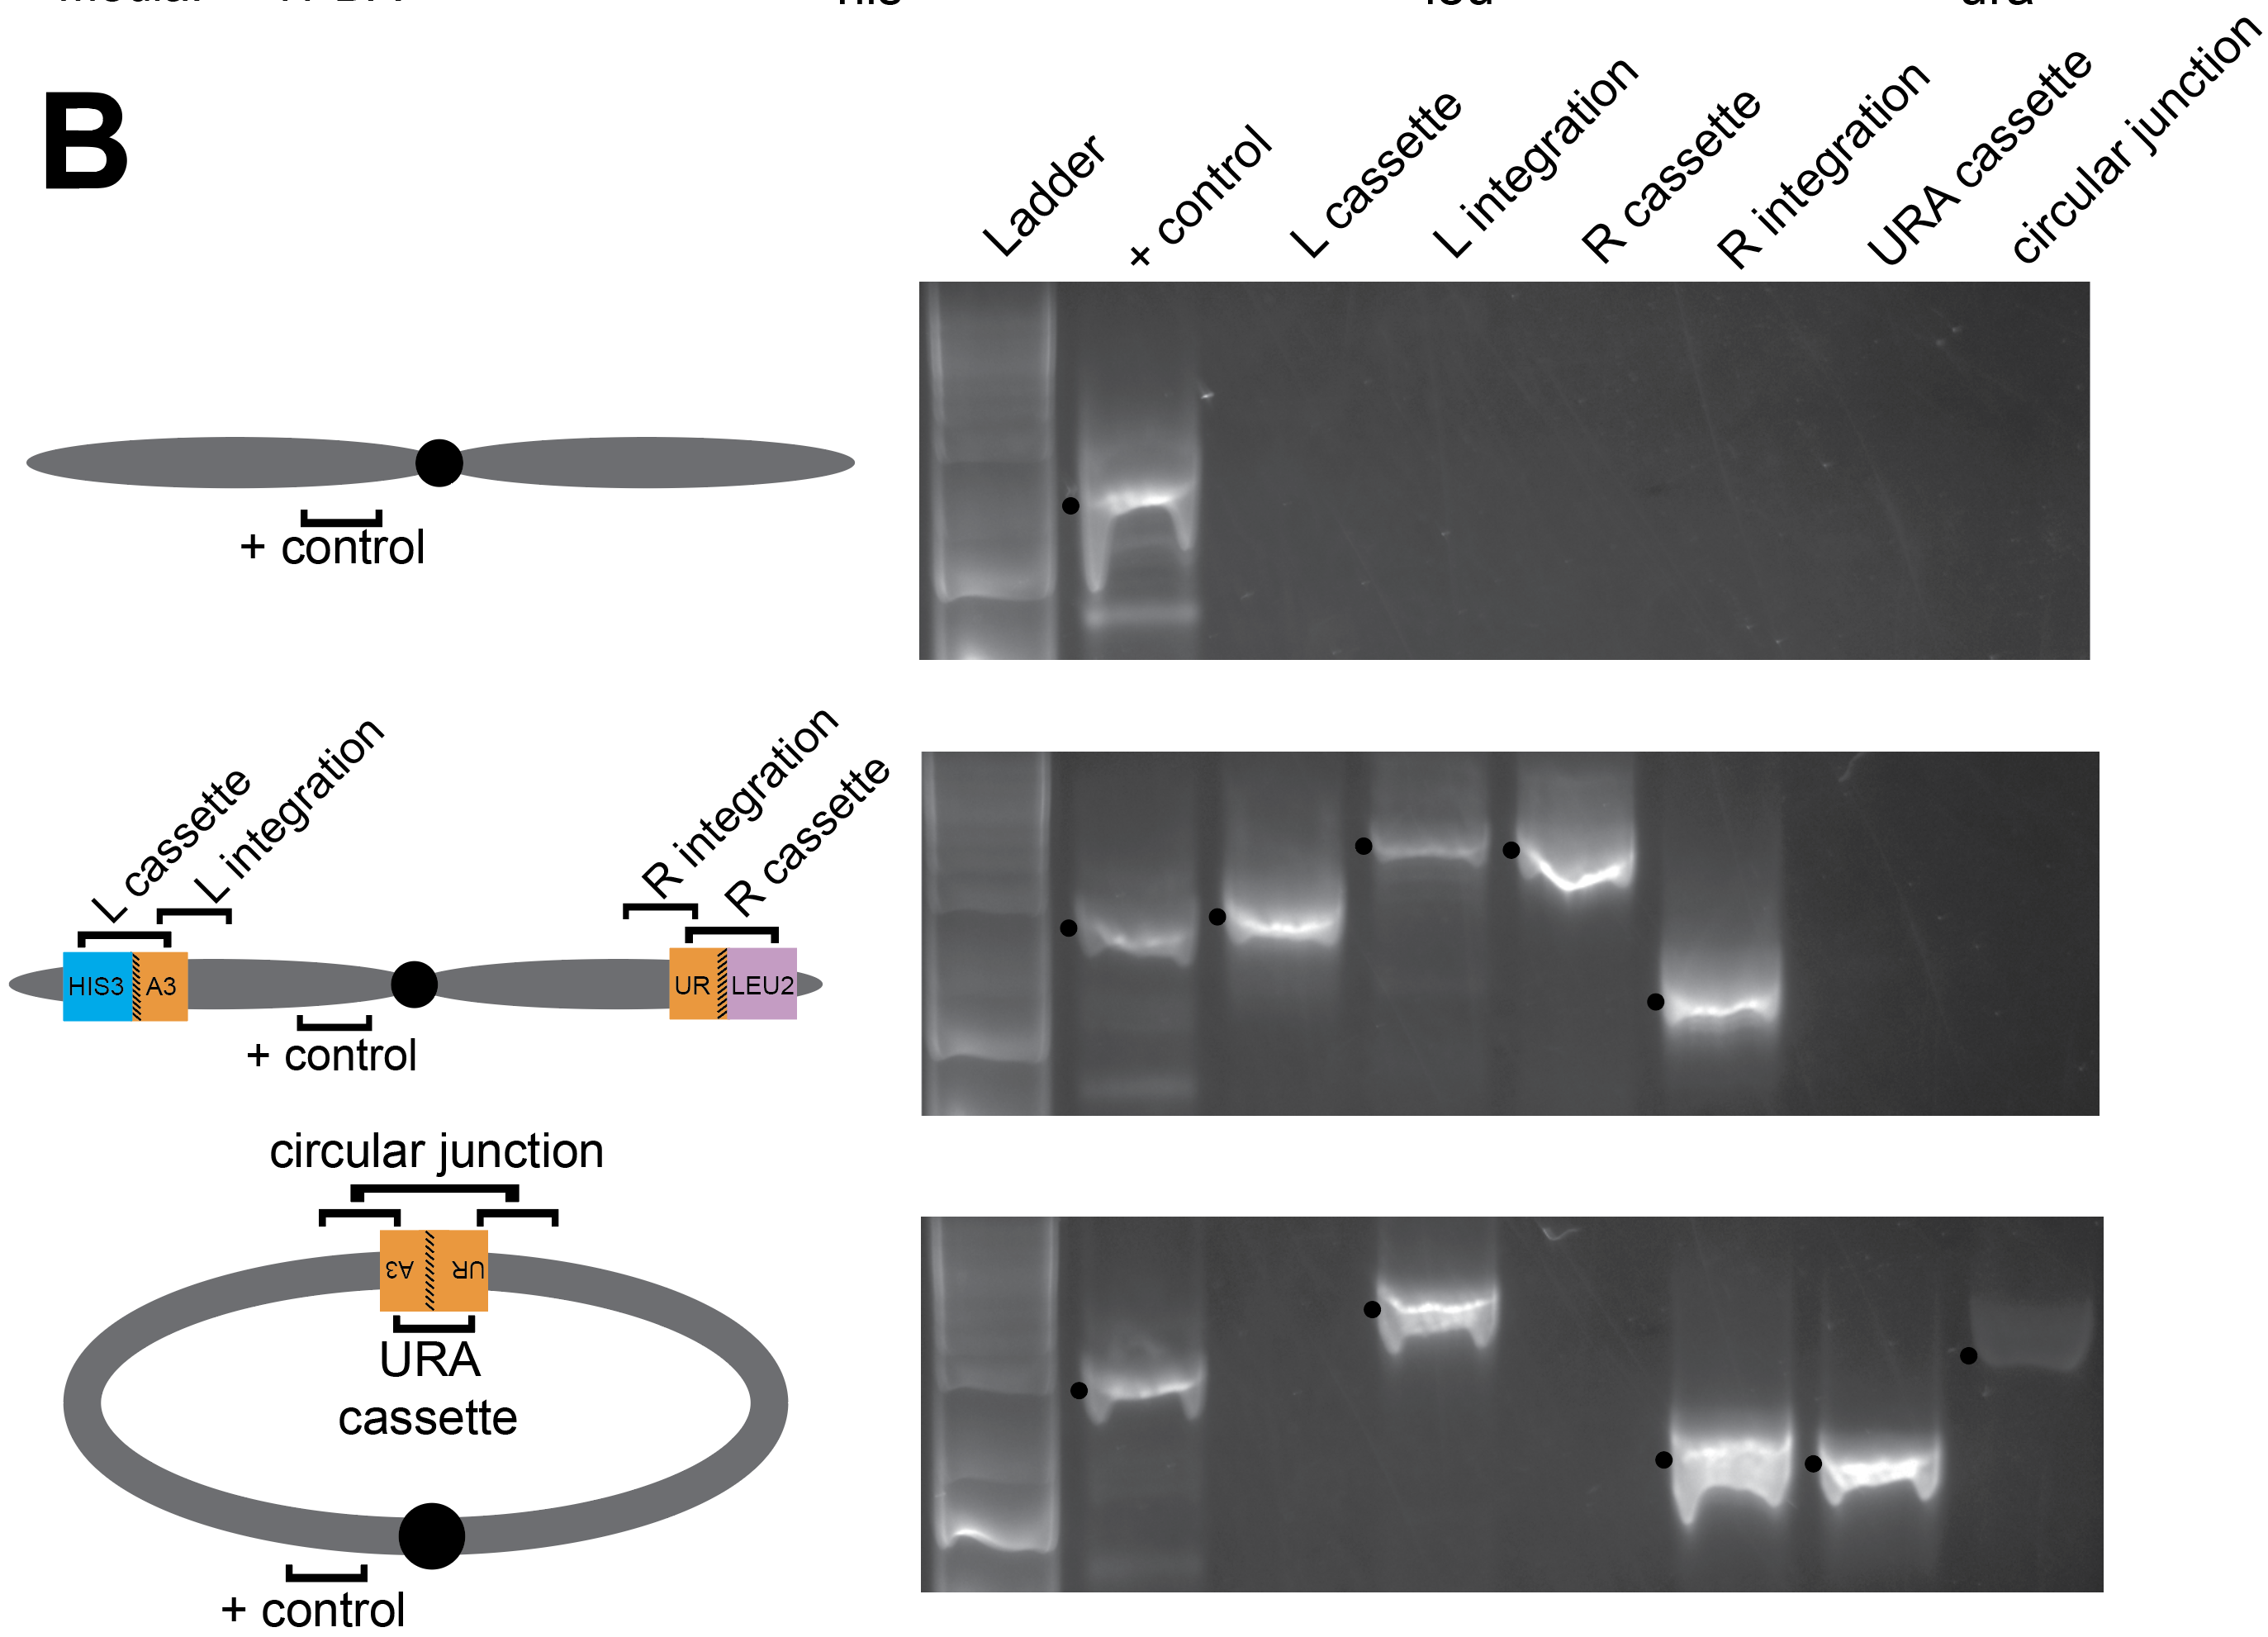 B
Ladder
+ control
L cassette
L integration
R cassette
R integration
URA cassette
circular junction
+ control
L cassette
L integration
R integration
R cassette
HIS3
A3
UR
LEU2
+ control
circular junction
A3
UR
URA
cassette
+ control